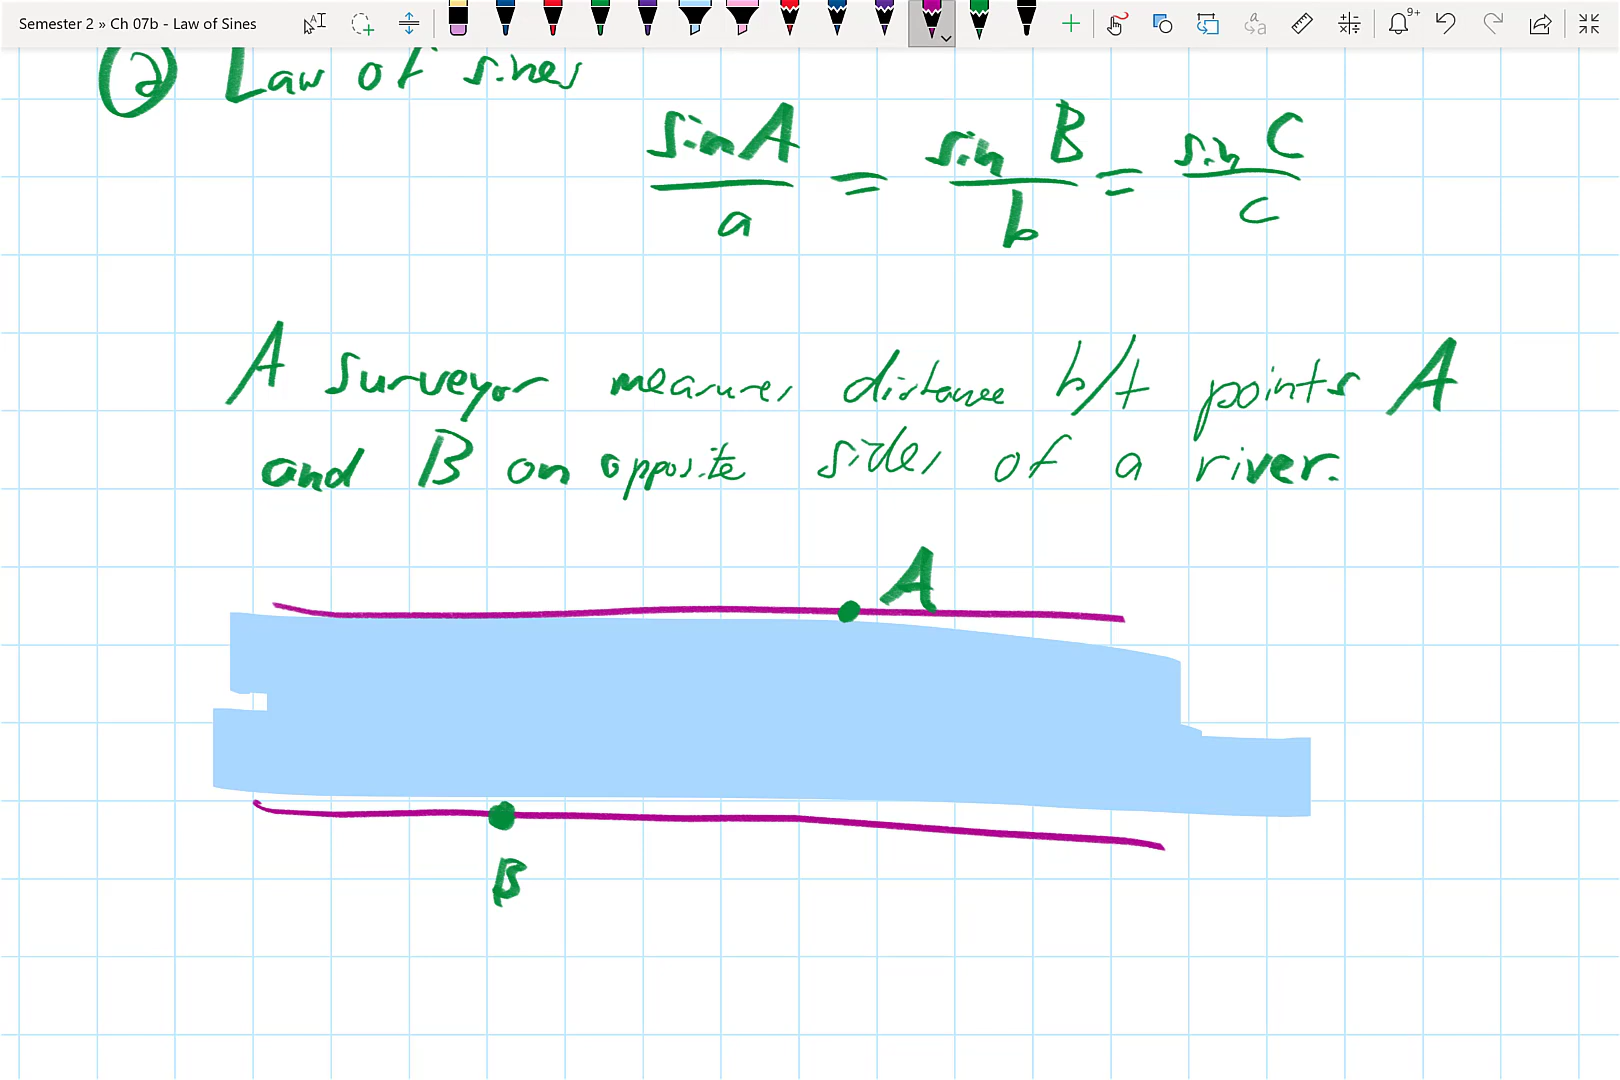 Semester 2 » Ch 07b - Law of Sines
9+
② Law of sines
sin A / a = sin B / b = sin C / c
A surveyor measures distance b/t points A
and B on opposite sides of a river.
A
B